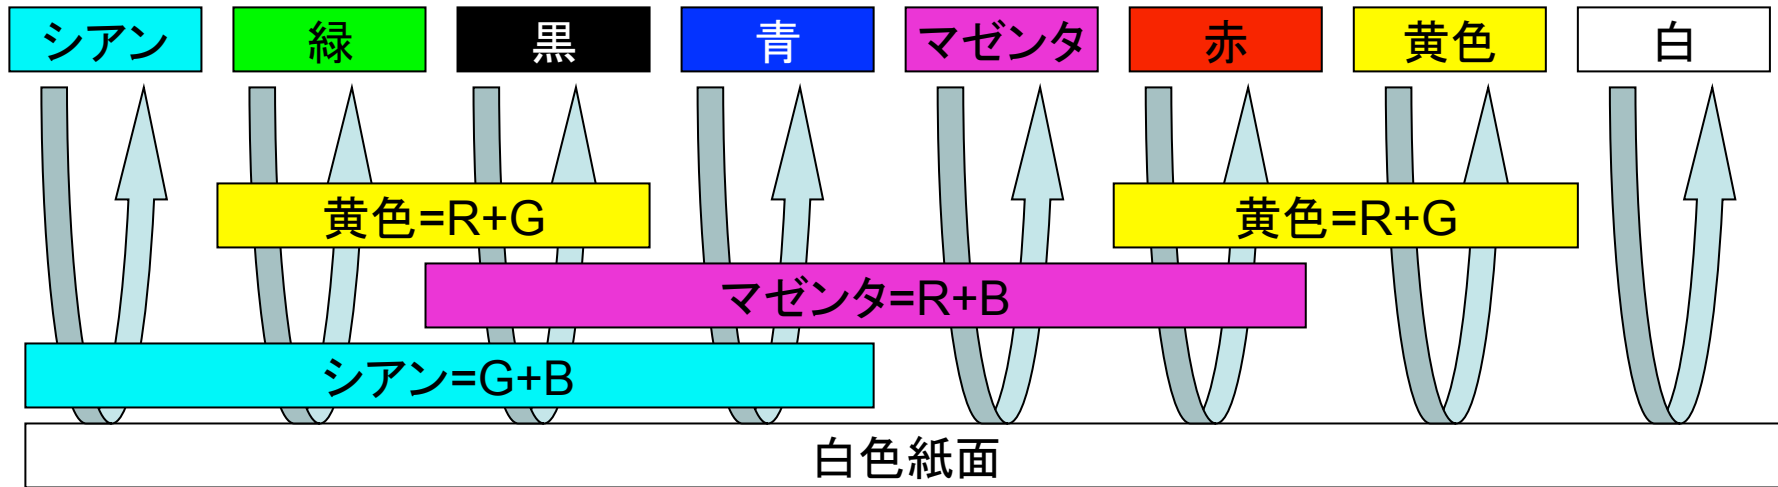 シアン 緑 黒 青 マゼンタ 赤 黄色 白
黄色=R+G 黄色=R+G
マゼンタ=R+B
シアン=G+B
白色紙面